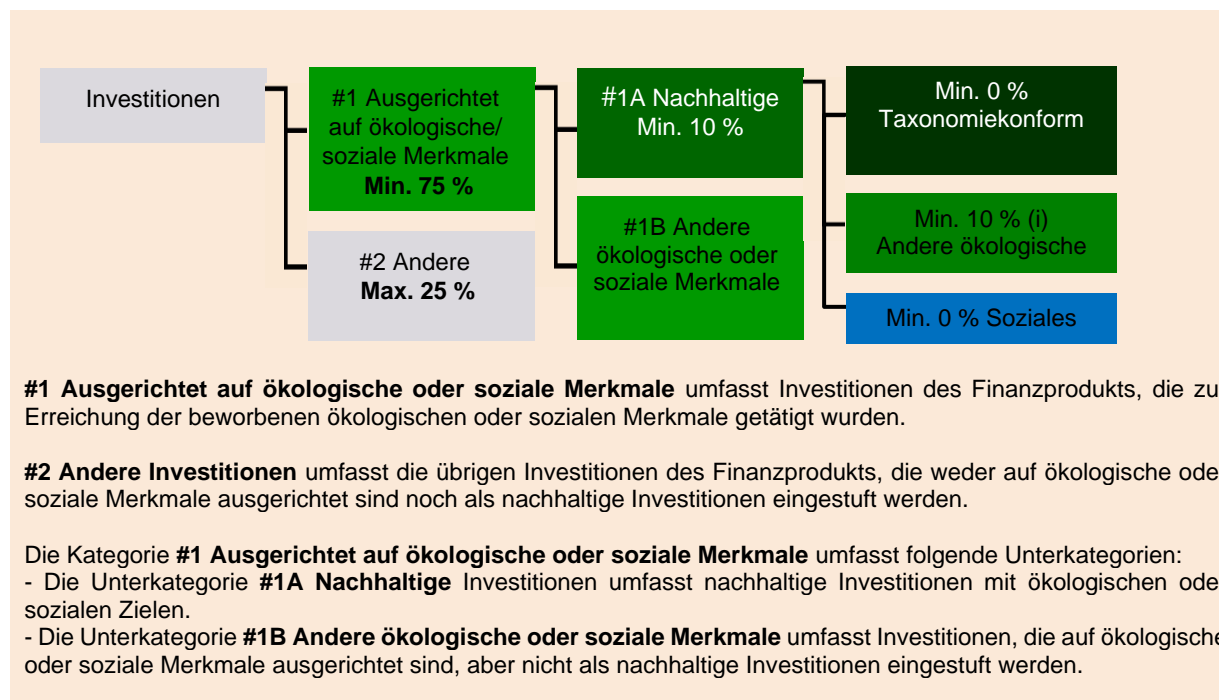 Investitionen
#1 Ausgerichtet
auf ökologische/
soziale Merkmale
Min. 75 %
#2 Andere
Max. 25 %
#1A Nachhaltige
Min. 10 %
#1B Andere
ökologische oder
soziale Merkmale
Min. 0 %
Taxonomiekonform
Min. 10 % (i)
Andere ökologische
Min. 0 % Soziales
#1 Ausgerichtet auf ökologische oder soziale Merkmale umfasst Investitionen des Finanzprodukts, die zu
Erreichung der beworbenen ökologischen oder sozialen Merkmale getätigt wurden.
#2 Andere Investitionen umfasst die übrigen Investitionen des Finanzprodukts, die weder auf ökologische ode
soziale Merkmale ausgerichtet sind noch als nachhaltige Investitionen eingestuft werden.
Die Kategorie #1 Ausgerichtet auf ökologische oder soziale Merkmale umfasst folgende Unterkategorien:
- Die Unterkategorie #1A Nachhaltige Investitionen umfasst nachhaltige Investitionen mit ökologischen ode
sozialen Zielen.
- Die Unterkategorie #1B Andere ökologische oder soziale Merkmale umfasst Investitionen, die auf ökologische
oder soziale Merkmale ausgerichtet sind, aber nicht als nachhaltige Investitionen eingestuft werden.